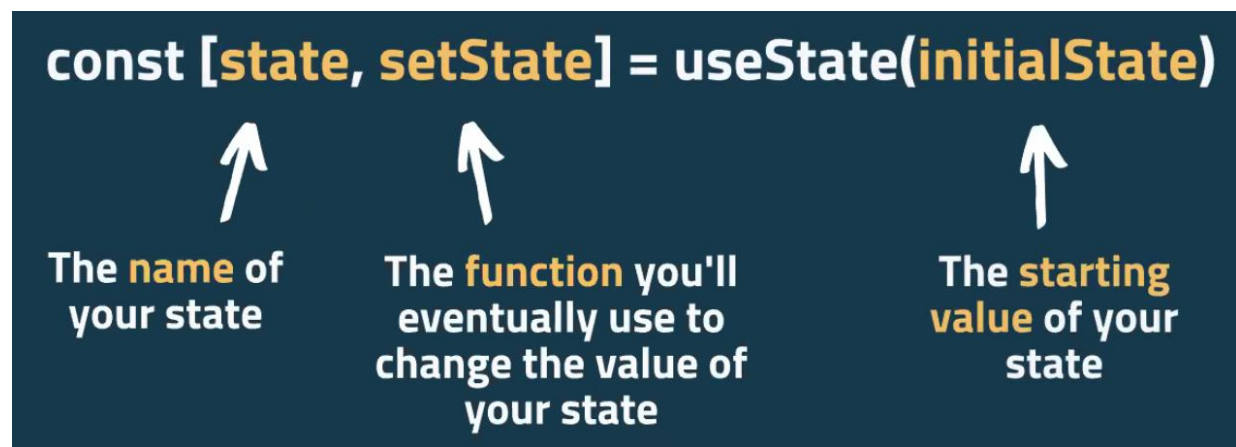 const [state, setState] = useState(initialState)
The name of
your state
The function you'll
eventually use to
change the value of
your state
The starting
value of your
state